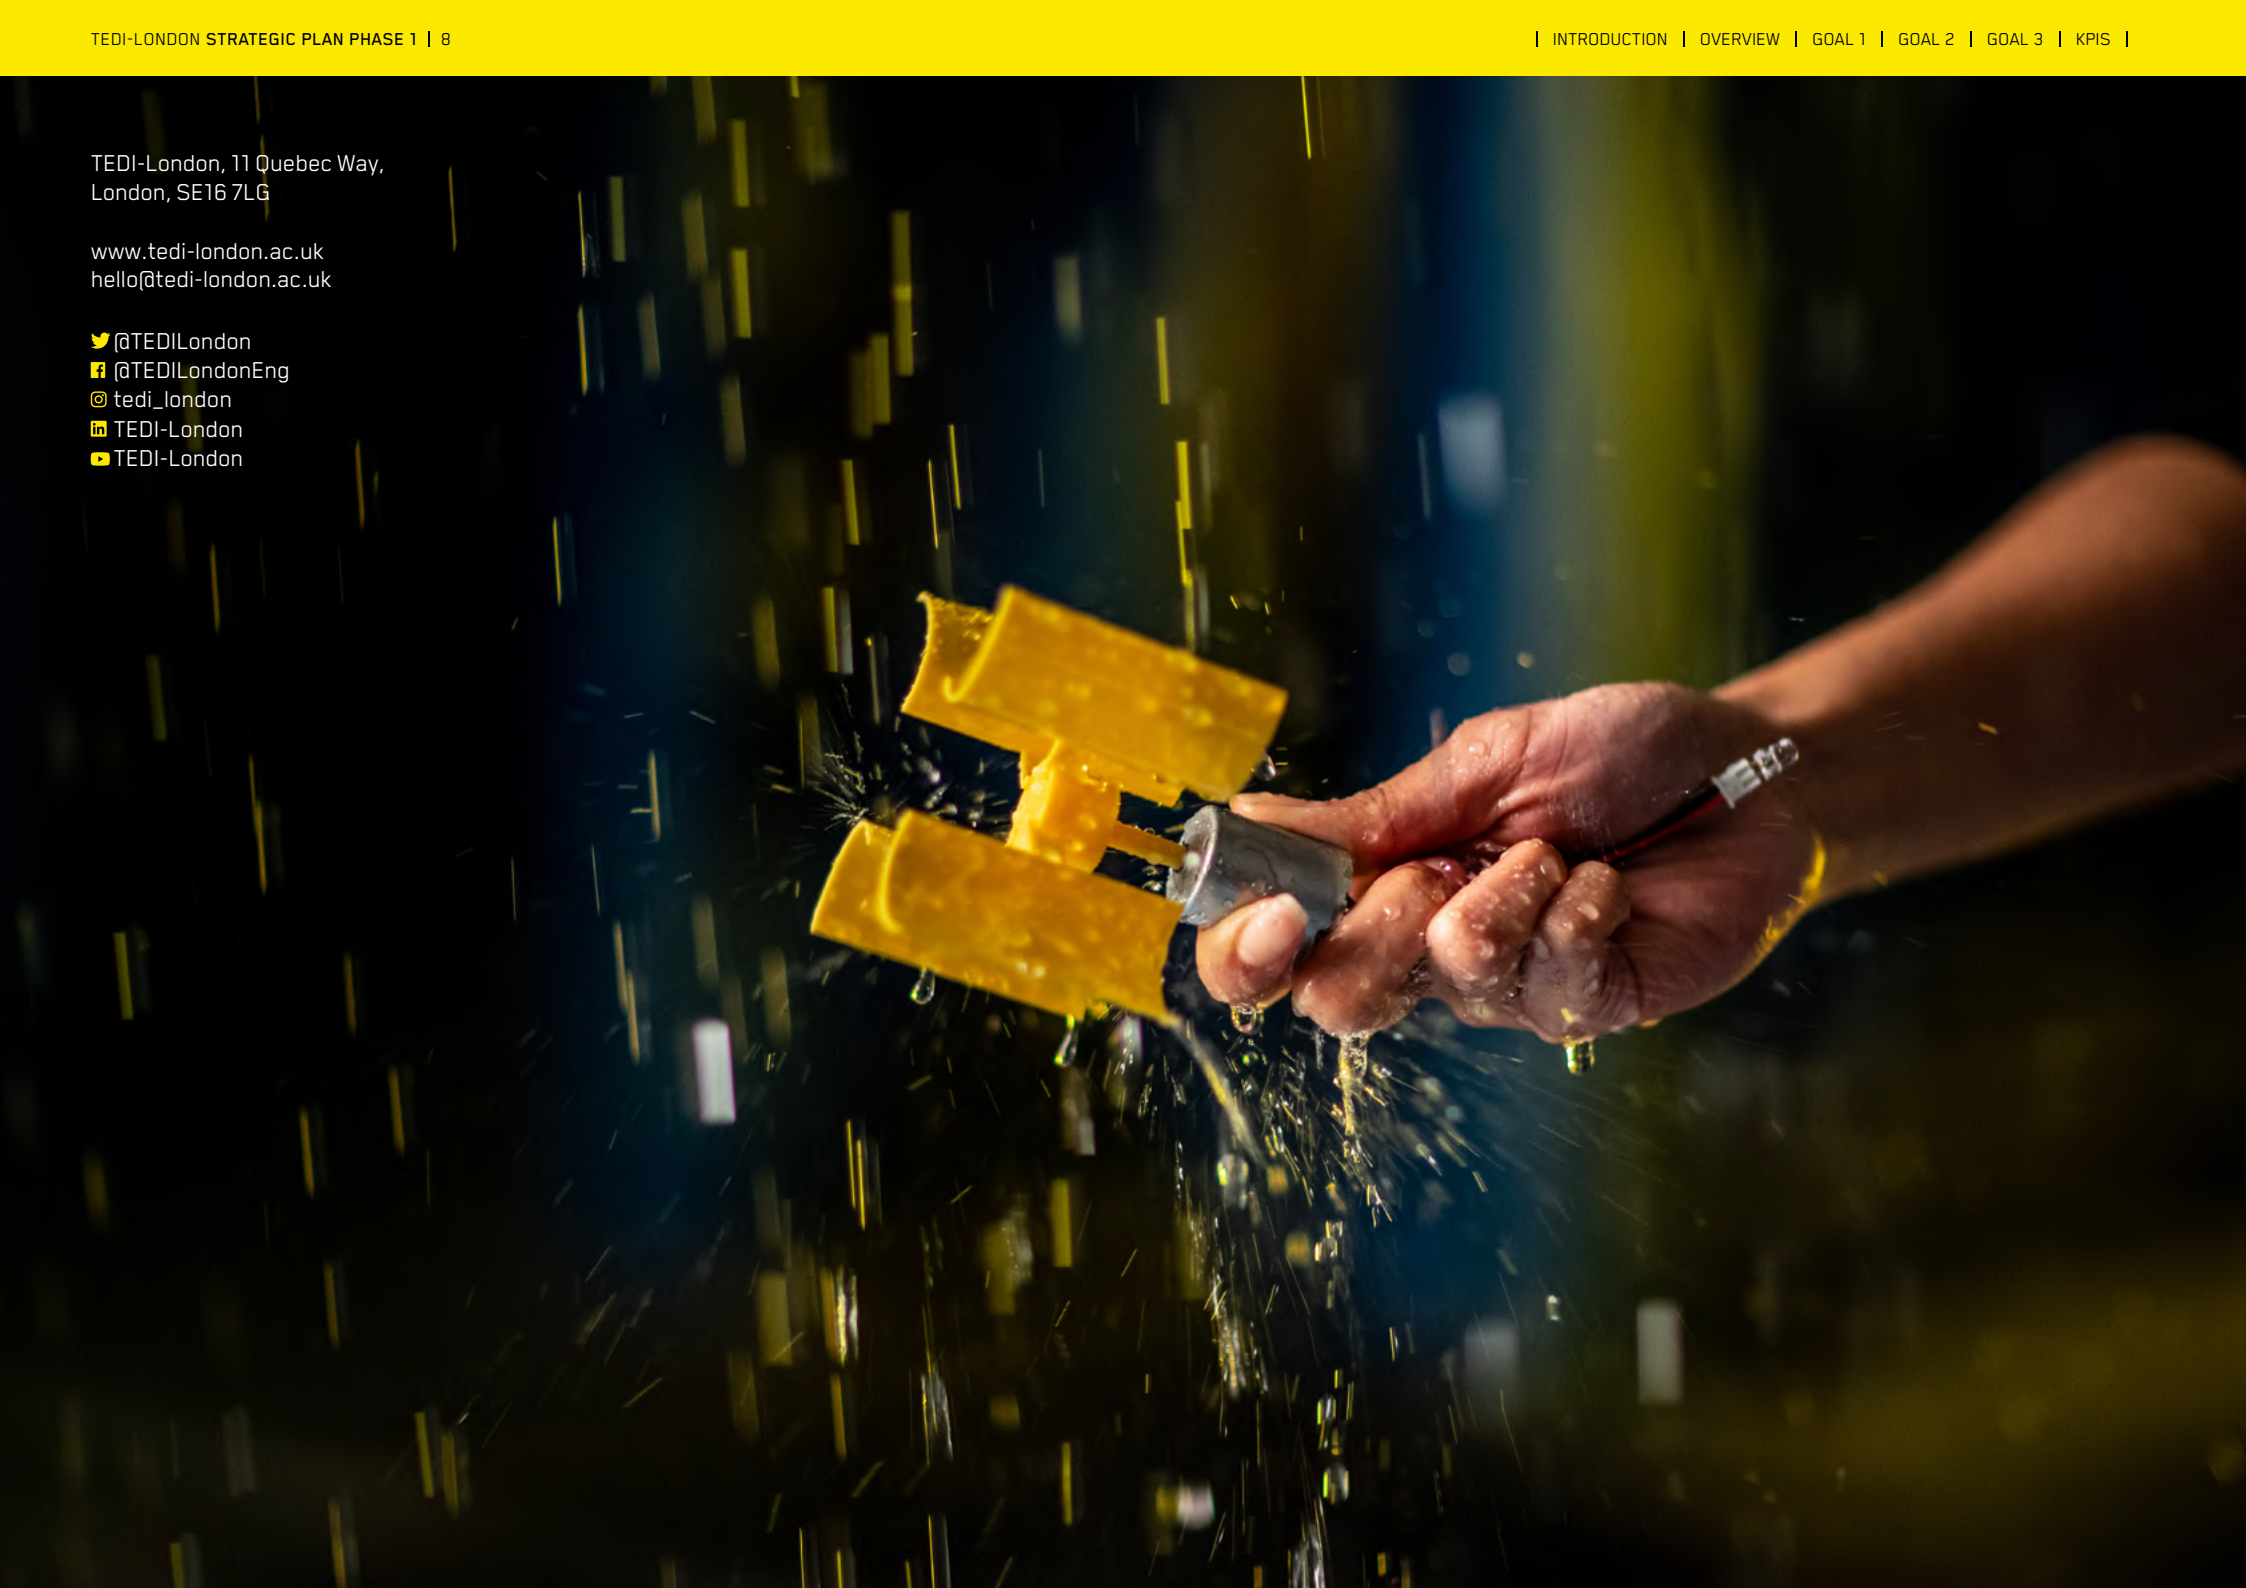 TEDI-LONDON STRATEGIC PLAN PHASE 1 | 8
| INTRODUCTION | OVERVIEW | GOAL 1 | GOAL 2 | GOAL 3 | KPIS |
TEDI-London, 11 Quebec Way,
London, SE16 7LG
www.tedi-london.ac.uk
hello@tedi-london.ac.uk
@TEDILondon
@TEDILondonEng
tedi_london
TEDI-London
TEDI-London